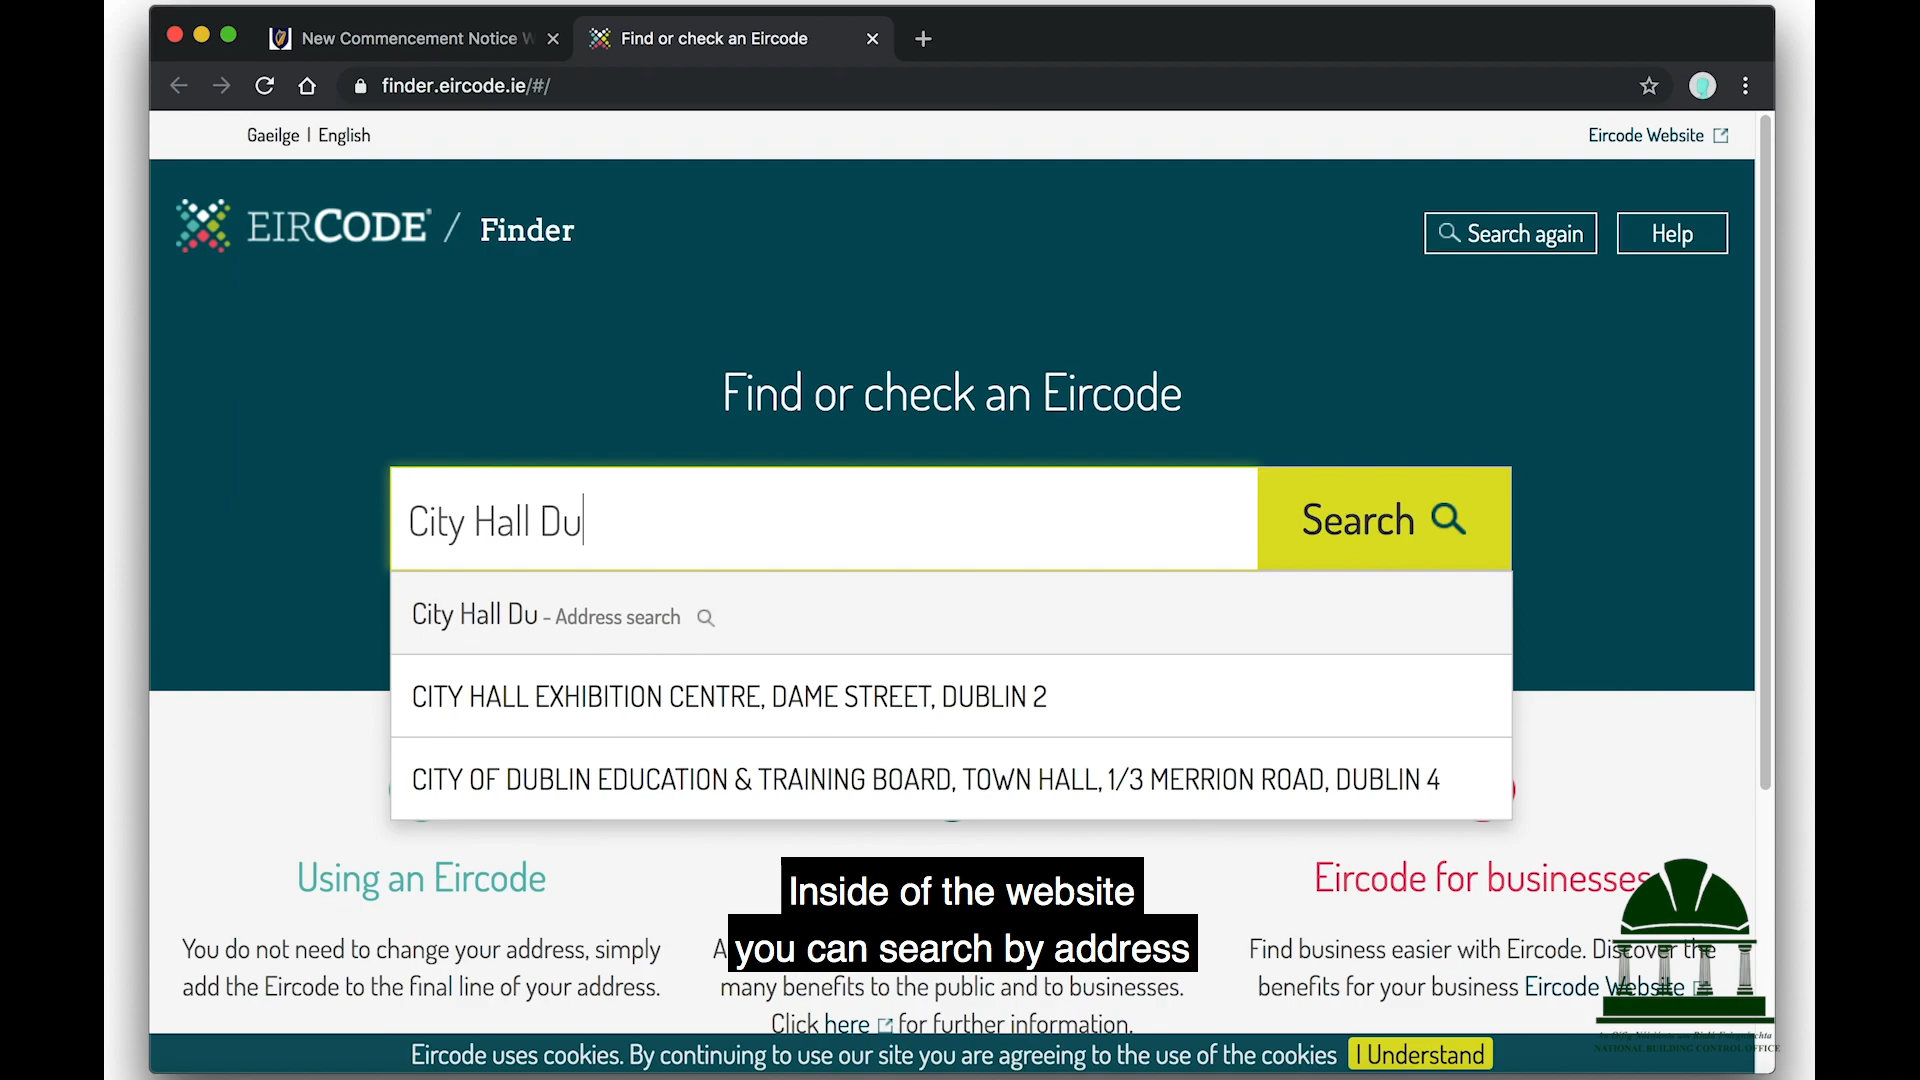 New Commencement Notice W
Find or check an Eircode
finder.eircode.ie/#/
Gaeilge | English
Eircode Website
EIRCODE / Finder
Search again
Help
Find or check an Eircode
City Hall Du
Search
City Hall Du - Address search
CITY HALL EXHIBITION CENTRE, DAME STREET, DUBLIN 2
CITY OF DUBLIN EDUCATION & TRAINING BOARD, TOWN HALL, 1/3 MERRION ROAD, DUBLIN 4
Using an Eircode
You do not need to change your address, simply
add the Eircode to the final line of your address.
Inside of the website
you can search by address
many benefits to the public and to businesses.
Click here for further information.
Eircode for businesses
Find business easier with Eircode. Discover the
benefits for your business Eircode Website
Eircode uses cookies. By continuing to use our site you are agreeing to the use of the cookies
I Understand
NATIONAL BUILDING CONTROL OFFICE